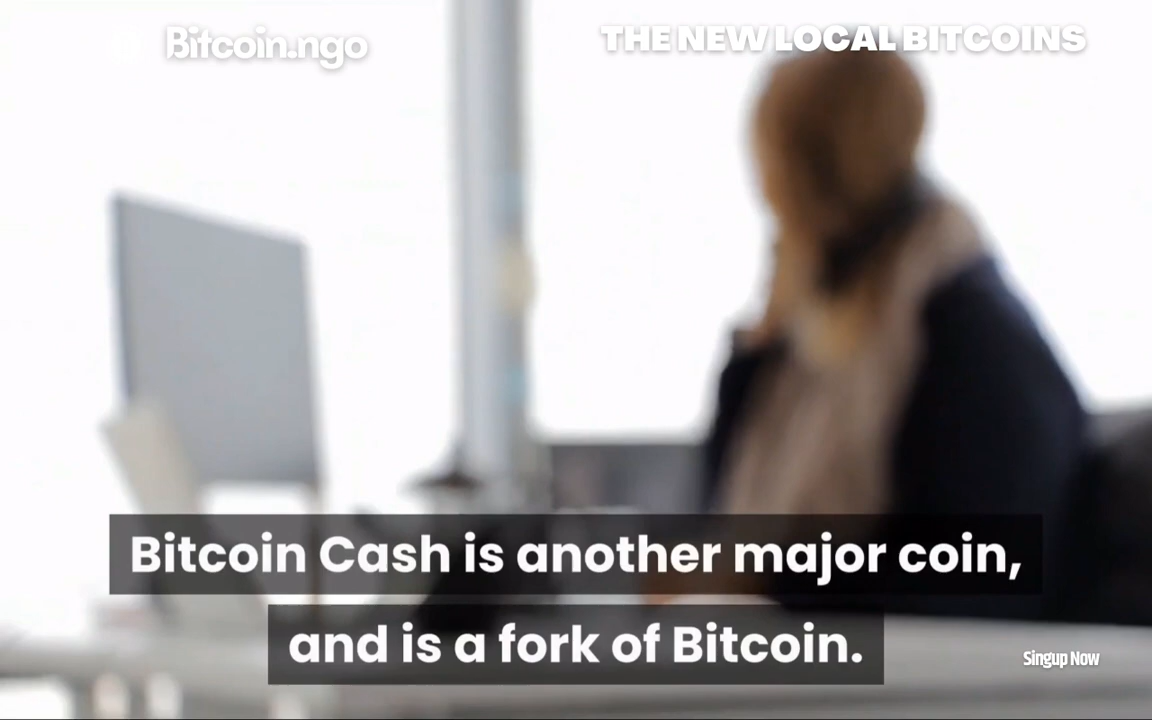 Bitcoin.ngo
THE NEW LOCAL BITCOINS
Bitcoin Cash is another major coin,
and is a fork of Bitcoin.
Singup Now